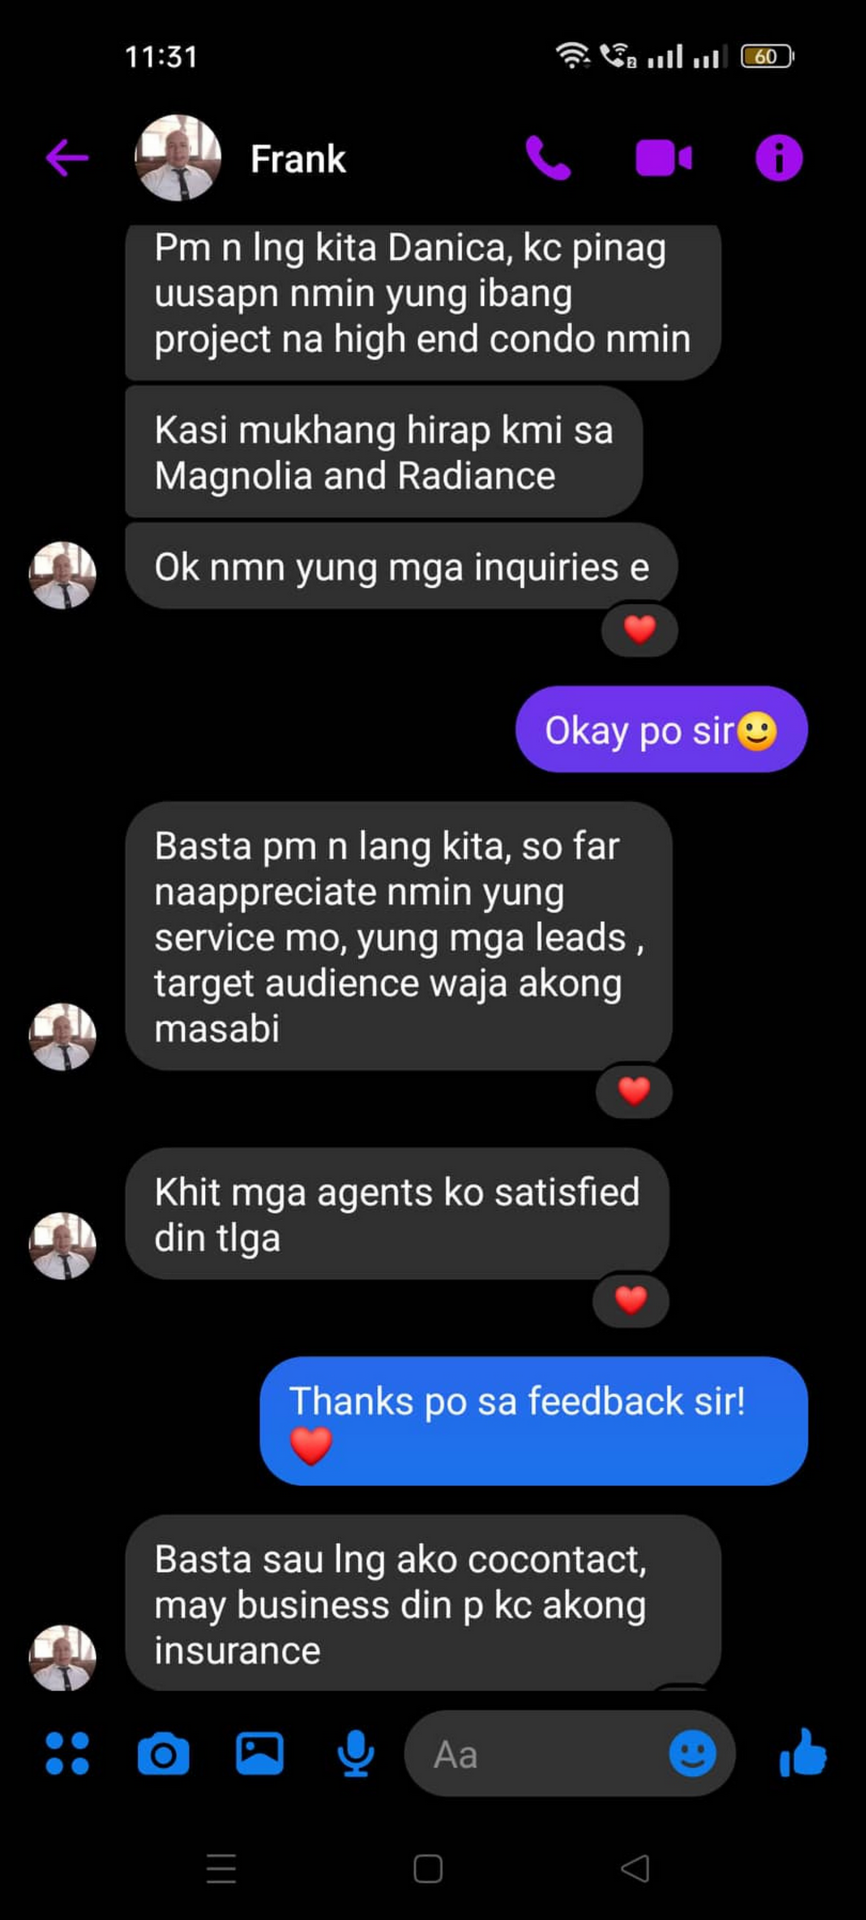 11:31
60
Frank
Pm n lng kita Danica, kc pinag
uusapn nmin yung ibang
project na high end condo nmin
Kasi mukhang hirap kmi sa
Magnolia and Radiance
Ok nmn yung mga inquiries e
Okay po sir🙂
Basta pm n lang kita, so far
naappreciate nmin yung
service mo, yung mga leads ,
target audience waja akong
masabi
Khit mga agents ko satisfied
din tlga
Thanks po sa feedback sir!
❤️
Basta sau lng ako cocontact,
may business din p kc akong
insurance
Aa